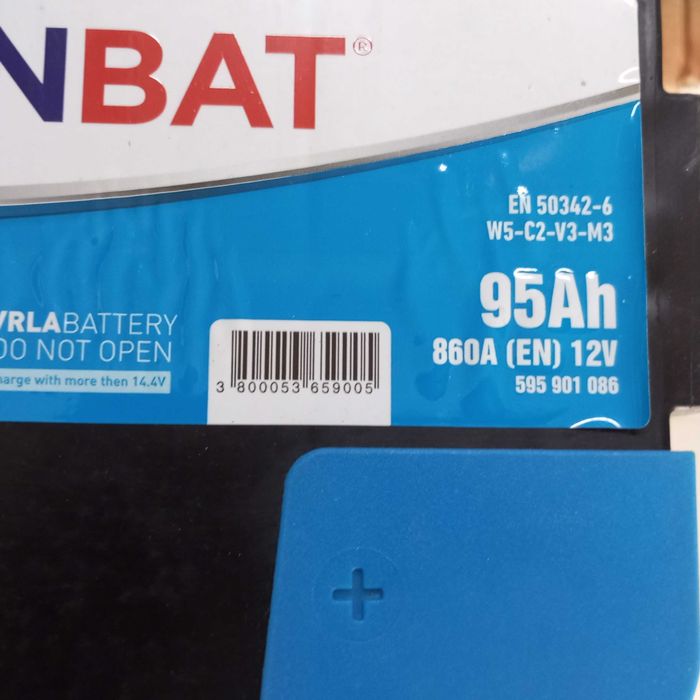 NBAT®
EN 50342-6
W5-C2-V3-M3
95Ah
860A (EN) 12V
595 901 086
VRLABATTERY
DO NOT OPEN
harge with more then 14.4V
3 800053 659005
+